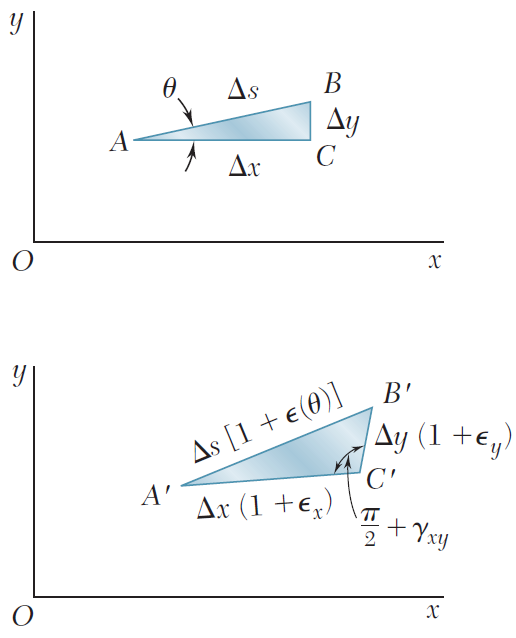 y
θ
Δs
B
A
Δy
Δx
C
O
x
y
Δs [1 + ϵ(θ)]
B′
Δy (1 +ϵy)
A′
C′
Δx (1 +ϵx)
π/2 + γxy
O
x